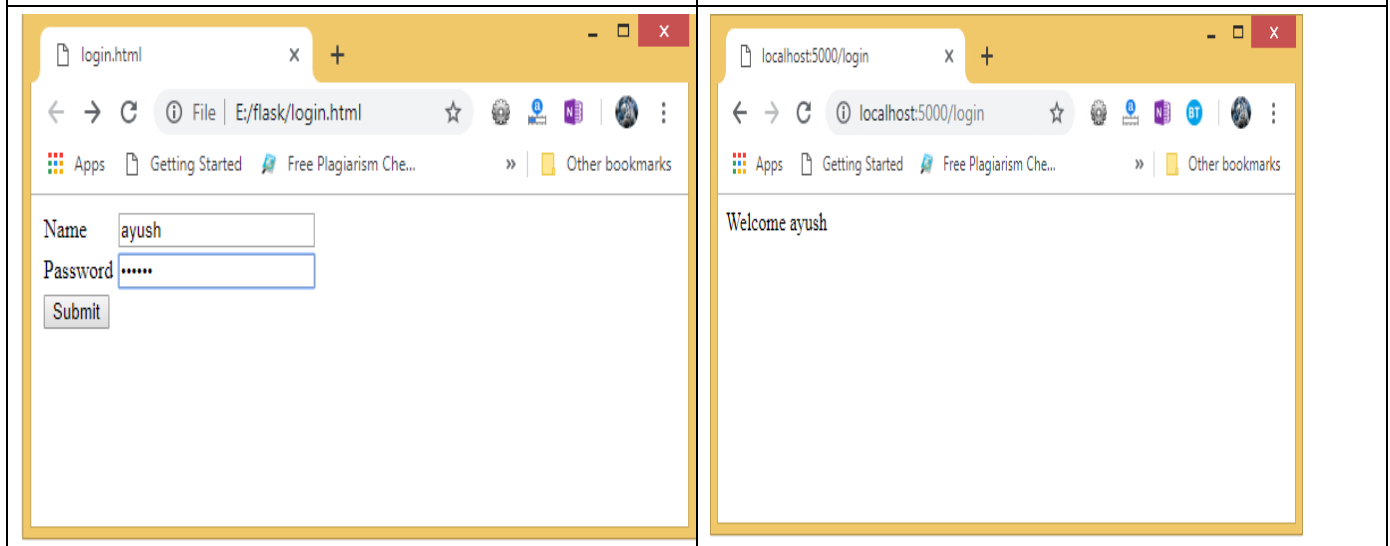 login.html
File | E:/flask/login.html
Apps Getting Started Free Plagiarism Che... » Other bookmarks
Name ayush
Password ••••••
Submit
localhost:5000/login
localhost:5000/login
Apps Getting Started Free Plagiarism Che... » Other bookmarks
Welcome ayush